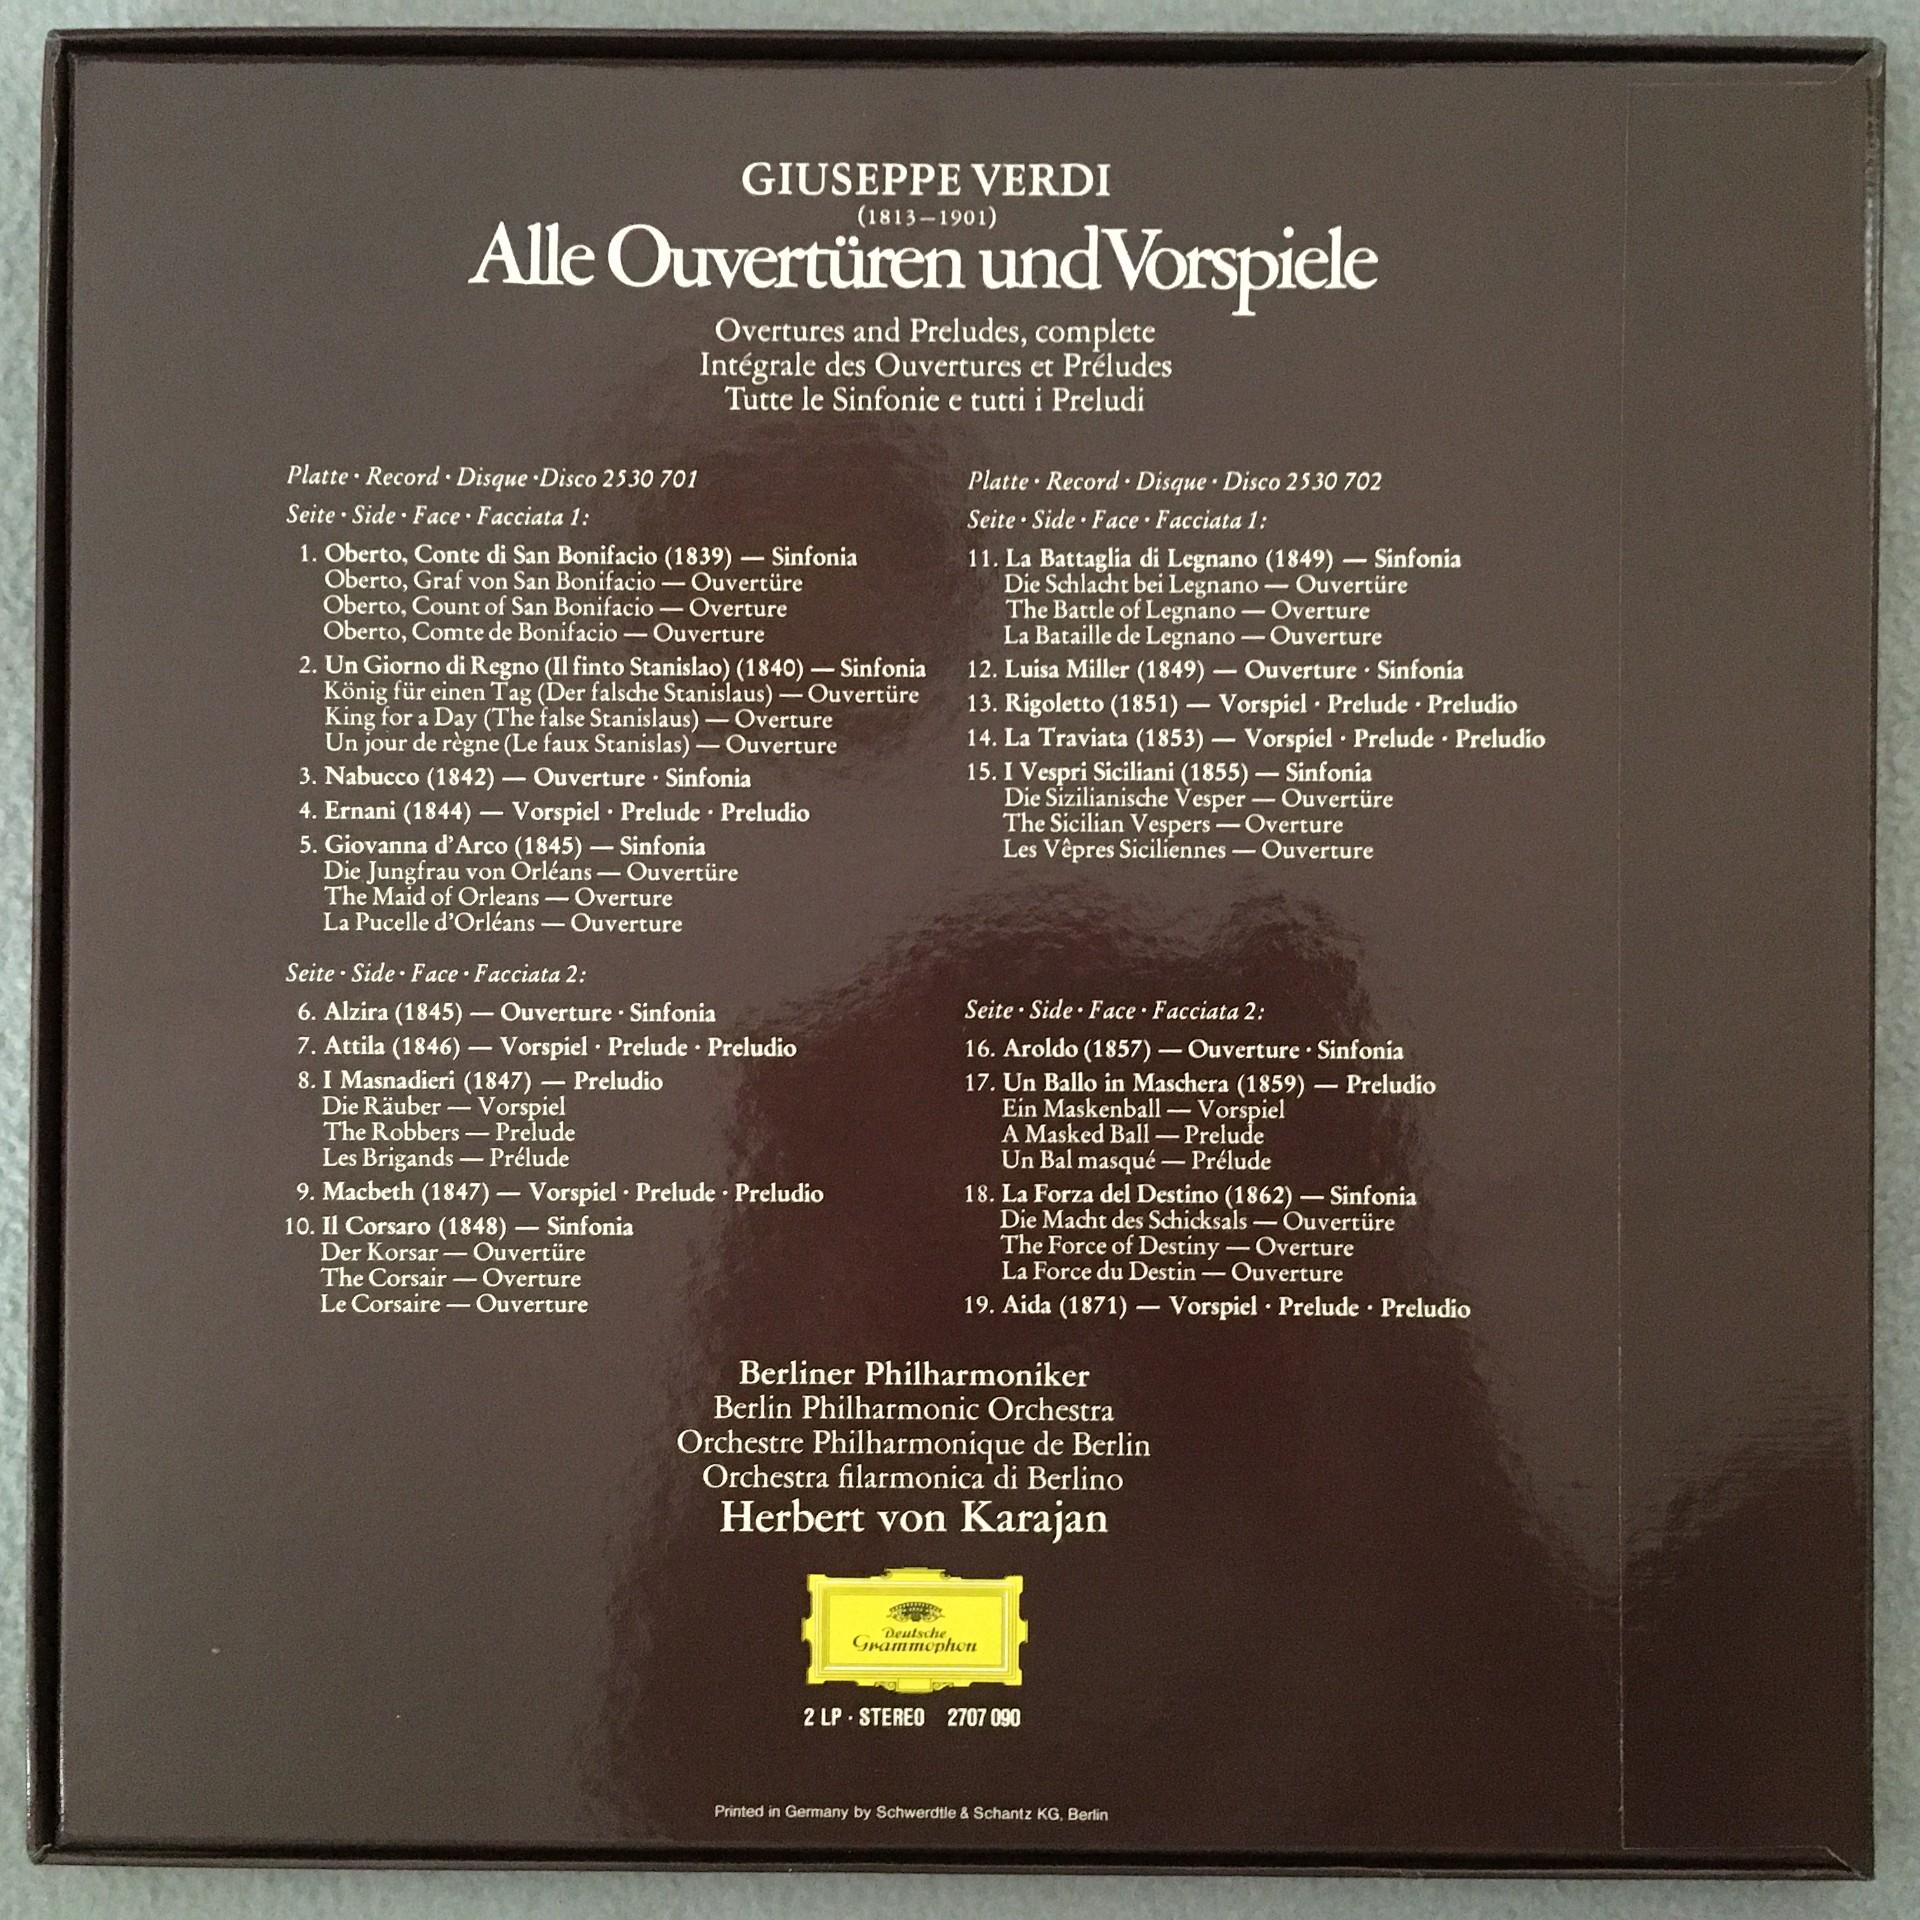 GIUSEPPE VERDI
(1813–1901)
Alle Ouvertüren und Vorspiele
Overtures and Preludes, complete
Intégrale des Ouvertures et Préludes
Tutte le Sinfonie e tutti i Preludi
Platte · Record · Disque · Disco 2530 701
Seite · Side · Face · Facciata 1:
1. Oberto, Conte di San Bonifacio (1839) — Sinfonia
Oberto, Graf von San Bonifacio — Ouvertüre
Oberto, Count of San Bonifacio — Overture
Oberto, Comte de Bonifacio — Ouverture
2. Un Giorno di Regno (Il finto Stanislao) (1840) — Sinfonia
König für einen Tag (Der falsche Stanislaus) — Ouvertüre
King for a Day (The false Stanislaus) — Overture
Un jour de règne (Le faux Stanislas) — Ouverture
3. Nabucco (1842) — Ouverture · Sinfonia
4. Ernani (1844) — Vorspiel · Prelude · Preludio
5. Giovanna d'Arco (1845) — Sinfonia
Die Jungfrau von Orléans — Ouvertüre
The Maid of Orleans — Overture
La Pucelle d'Orléans — Ouverture
Seite · Side · Face · Facciata 2:
6. Alzira (1845) — Ouverture · Sinfonia
7. Attila (1846) — Vorspiel · Prelude · Preludio
8. I Masnadieri (1847) — Preludio
Die Räuber — Vorspiel
The Robbers — Prelude
Les Brigands — Prélude
9. Macbeth (1847) — Vorspiel · Prelude · Preludio
10. Il Corsaro (1848) — Sinfonia
Der Korsar — Ouvertüre
The Corsair — Overture
Le Corsaire — Ouverture
Platte · Record · Disque · Disco 2530 702
Seite · Side · Face · Facciata 1:
11. La Battaglia di Legnano (1849) — Sinfonia
Die Schlacht bei Legnano — Ouvertüre
The Battle of Legnano — Overture
La Bataille de Legnano — Ouverture
12. Luisa Miller (1849) — Ouverture · Sinfonia
13. Rigoletto (1851) — Vorspiel · Prelude · Preludio
14. La Traviata (1853) — Vorspiel · Prelude · Preludio
15. I Vespri Siciliani (1855) — Sinfonia
Die Sizilianische Vesper — Ouvertüre
The Sicilian Vespers — Overture
Les Vêpres Siciliennes — Ouverture
Seite · Side · Face · Facciata 2:
16. Aroldo (1857) — Ouverture · Sinfonia
17. Un Ballo in Maschera (1859) — Preludio
Ein Maskenball — Vorspiel
A Masked Ball — Prelude
Un Bal masqué — Prélude
18. La Forza del Destino (1862) — Sinfonia
Die Macht des Schicksals — Ouvertüre
The Force of Destiny — Overture
La Force du Destin — Ouverture
19. Aida (1871) — Vorspiel · Prelude · Preludio
Berliner Philharmoniker
Berlin Philharmonic Orchestra
Orchestre Philharmonique de Berlin
Orchestra filarmonica di Berlino
Herbert von Karajan
Deutsche
Grammophon
2 LP · STEREO 2707 090
Printed in Germany by Schwerdtle & Schantz KG, Berlin